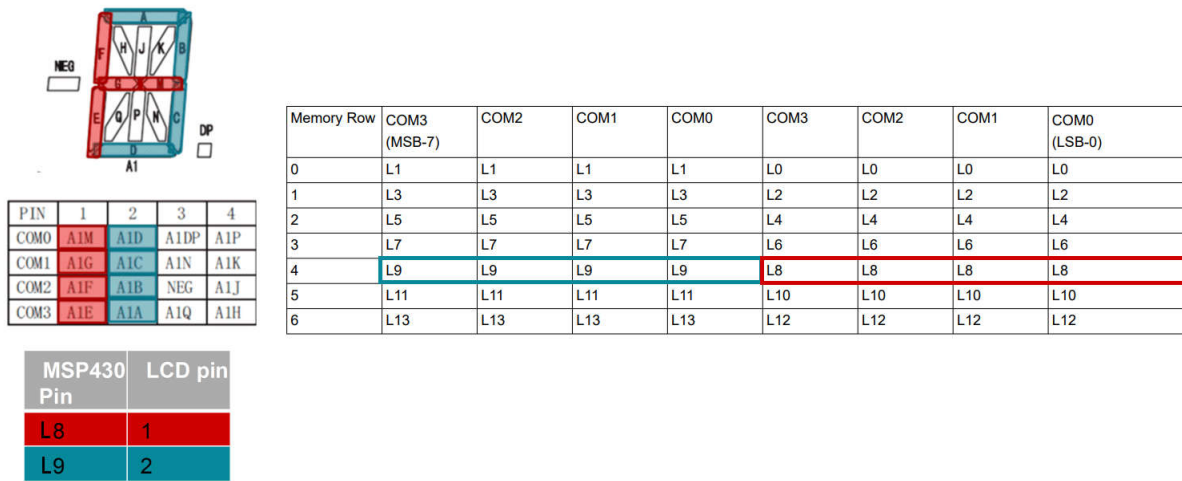 A
F
H
J
K
B
NEG
G
M
E
Q
P
N
C
DP
D
A1
PIN 1 2 3 4
COM0 A1M A1D A1DP A1P
COM1 A1G A1C A1N A1K
COM2 A1F A1B NEG A1J
COM3 A1E A1A A1Q A1H
MSP430 Pin LCD pin
L8 1
L9 2
Memory Row COM3 (MSB-7) COM2 COM1 COM0 COM3 COM2 COM1 COM0 (LSB-0)
0 L1 L1 L1 L1 L0 L0 L0 L0
1 L3 L3 L3 L3 L2 L2 L2 L2
2 L5 L5 L5 L5 L4 L4 L4 L4
3 L7 L7 L7 L7 L6 L6 L6 L6
4 L9 L9 L9 L9 L8 L8 L8 L8
5 L11 L11 L11 L11 L10 L10 L10 L10
6 L13 L13 L13 L13 L12 L12 L12 L12